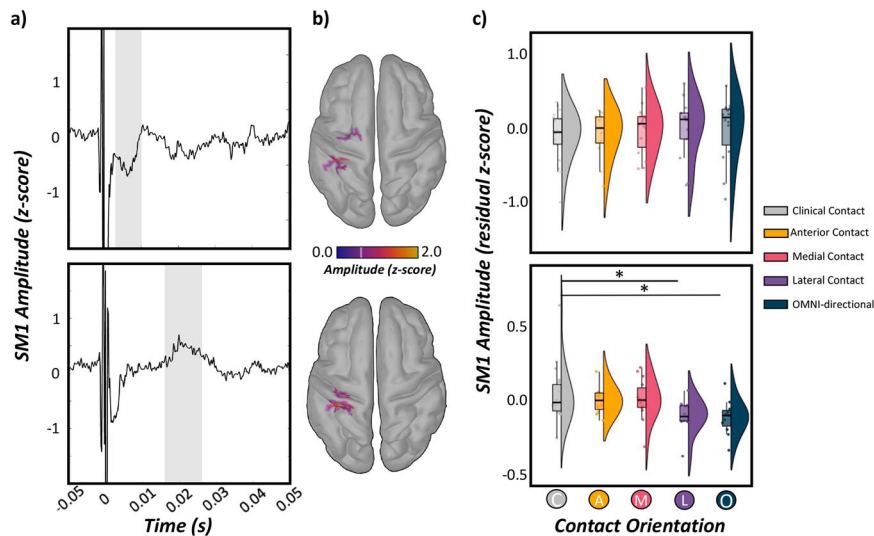 a)
b)
c)
SM1 Amplitude (z-score)
1
0
-1
1
0
-1
-0.05
0
0.01
0.02
0.03
0.04
0.05
Time (s)
0.0
2.0
Amplitude (z-score)
SM1 Amplitude (residual z-score)
1.0
0.0
-1.0
0.5
0.0
-0.5
*
*
C
A
M
L
O
Contact Orientation
Clinical Contact
Anterior Contact
Medial Contact
Lateral Contact
OMNI-directional